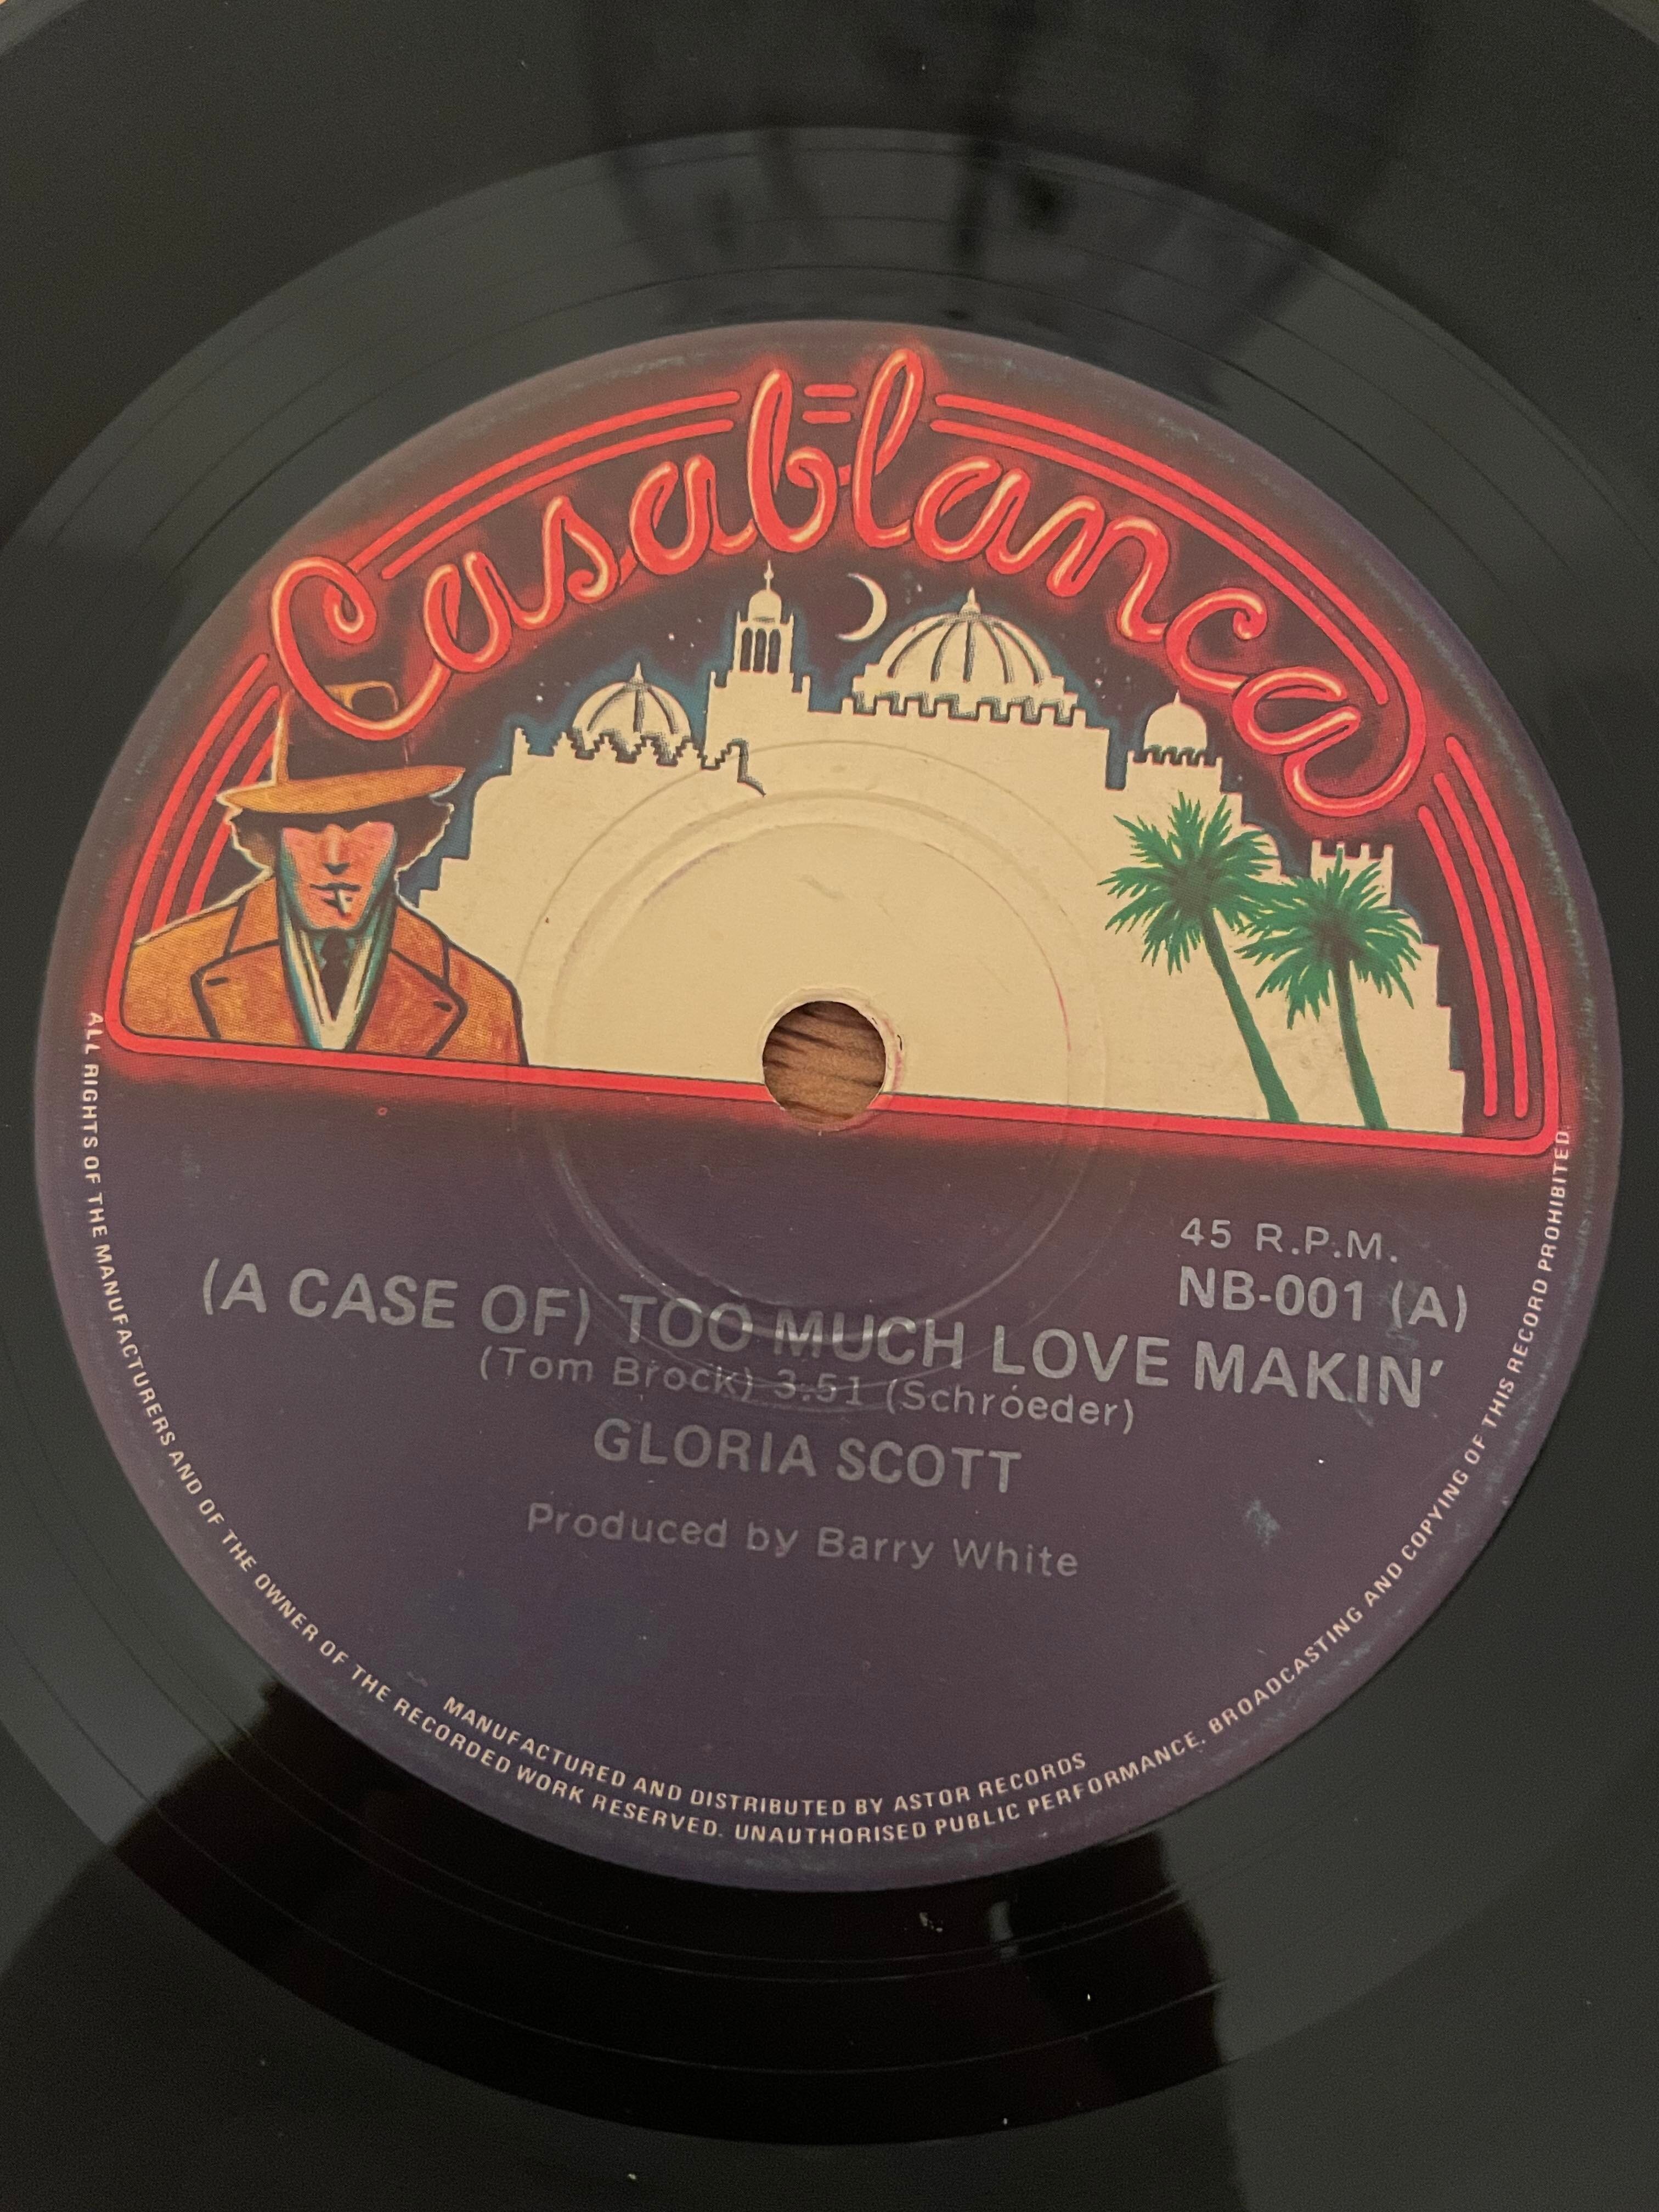 Casablanca
45 R.P.M.
NB-001 (A)
(A CASE OF) TOO MUCH LOVE MAKIN'
(Tom Brock) 3.51 (Schróeder)
GLORIA SCOTT
Produced by Barry White
MANUFACTURED AND DISTRIBUTED BY ASTOR RECORDS
ALL RIGHTS OF THE MANUFACTURERS AND OF THE OWNER OF THE RECORDED WORK RESERVED. UNAUTHORISED PUBLIC PERFORMANCE. BROADCASTING AND COPYING OF THIS RECORD PROHIBITED.